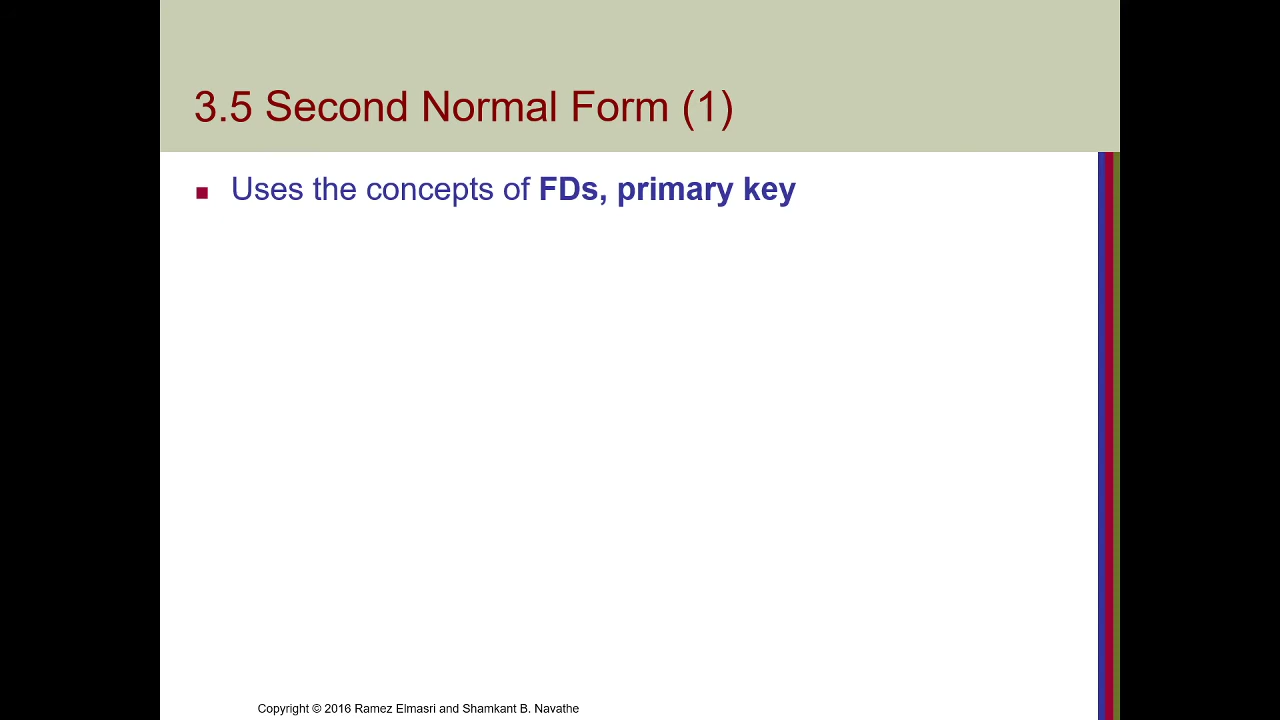 3.5 Second Normal Form (1)
Uses the concepts of FDs, primary key
Copyright © 2016 Ramez Elmasri and Shamkant B. Navathe